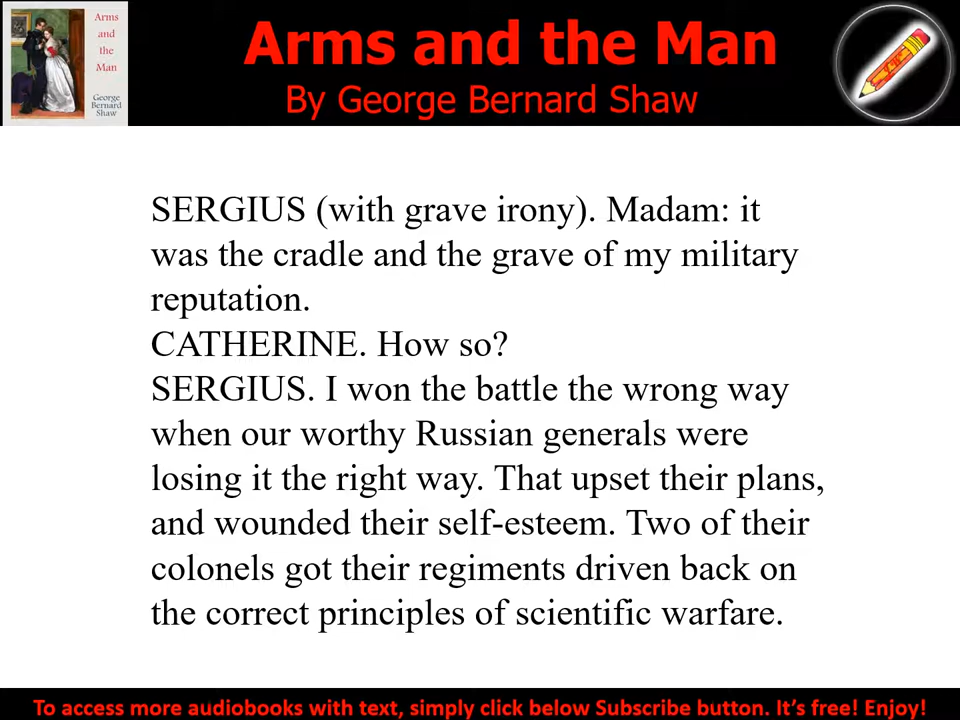 Arms
and
the
Man
George
Bernard
Shaw
Arms and the Man
By George Bernard Shaw
SERGIUS (with grave irony). Madam: it
was the cradle and the grave of my military
reputation.
CATHERINE. How so?
SERGIUS. I won the battle the wrong way
when our worthy Russian generals were
losing it the right way. That upset their plans,
and wounded their self-esteem. Two of their
colonels got their regiments driven back on
the correct principles of scientific warfare.
To access more audiobooks with text, simply click below Subscribe button. It's free! Enjoy!